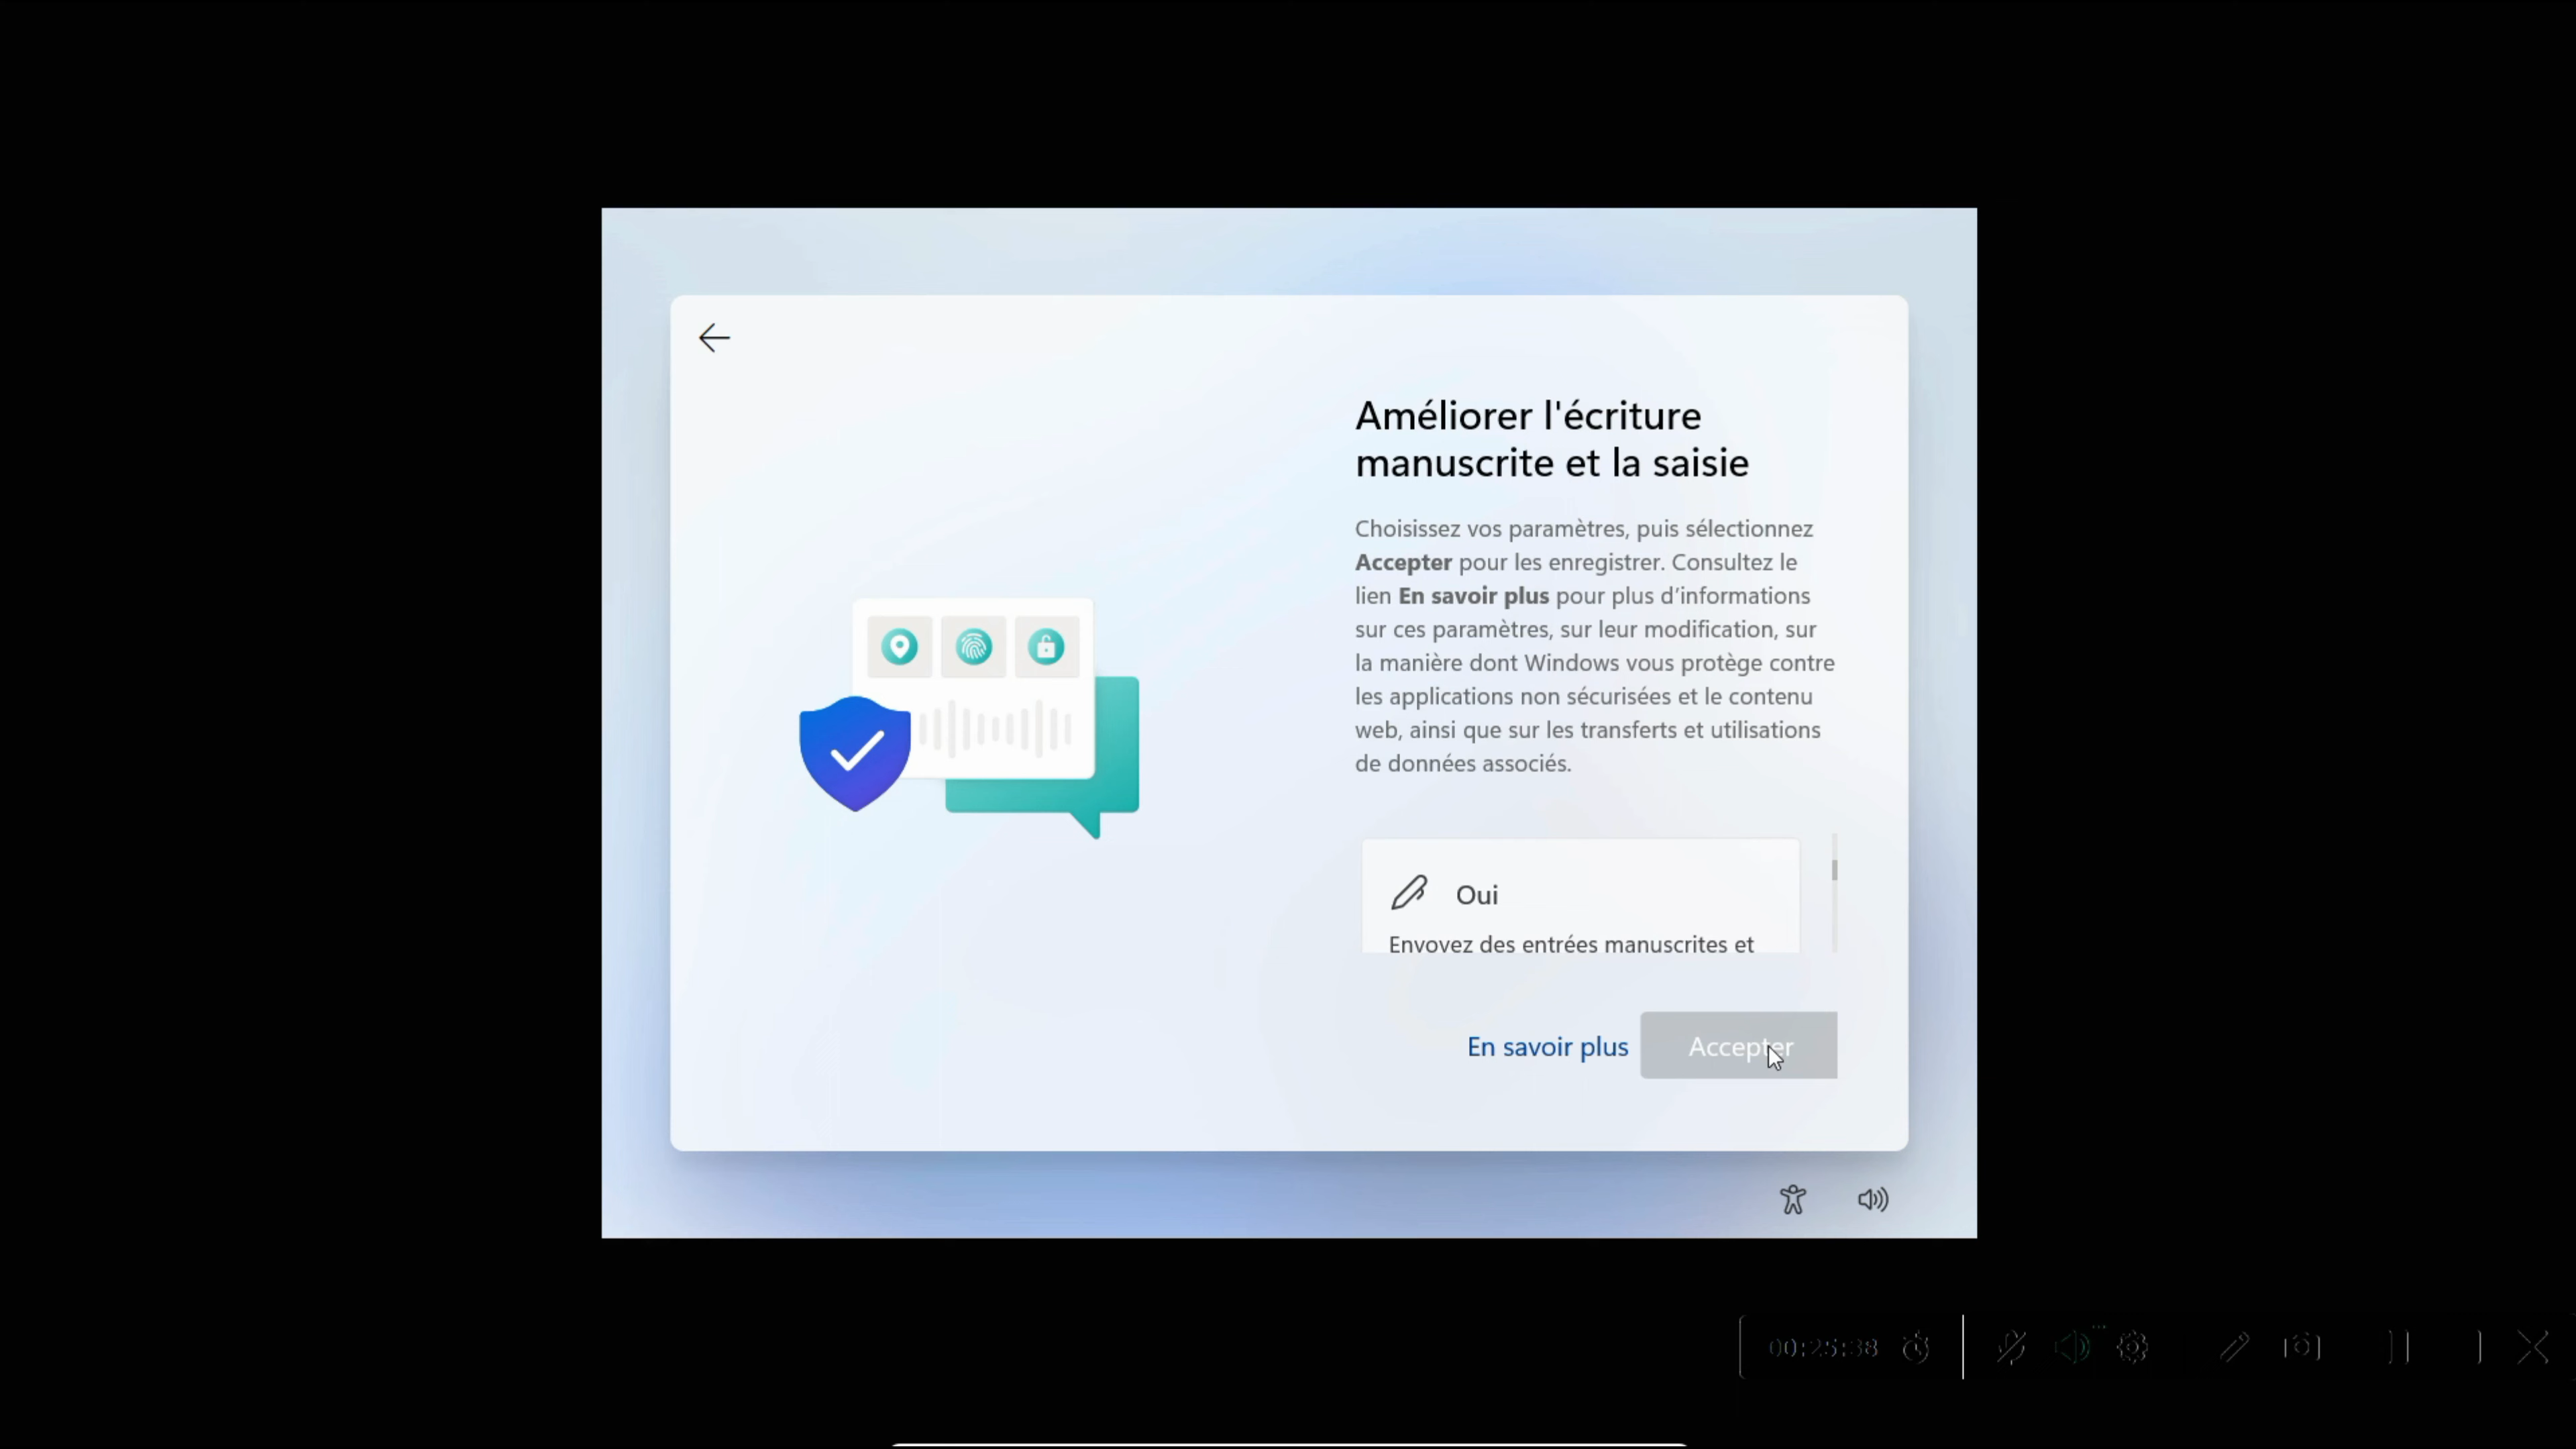 Améliorer l'écriture
manuscrite et la saisie
Choisissez vos paramètres, puis sélectionnez
Accepter pour les enregistrer. Consultez le
lien En savoir plus pour plus d’informations
sur ces paramètres, sur leur modification, sur
la manière dont Windows vous protège contre
les applications non sécurisées et le contenu
web, ainsi que sur les transferts et utilisations
de données associés.
Oui
Envoyez des entrées manuscrites et
En savoir plus
Accepter
00:25:38